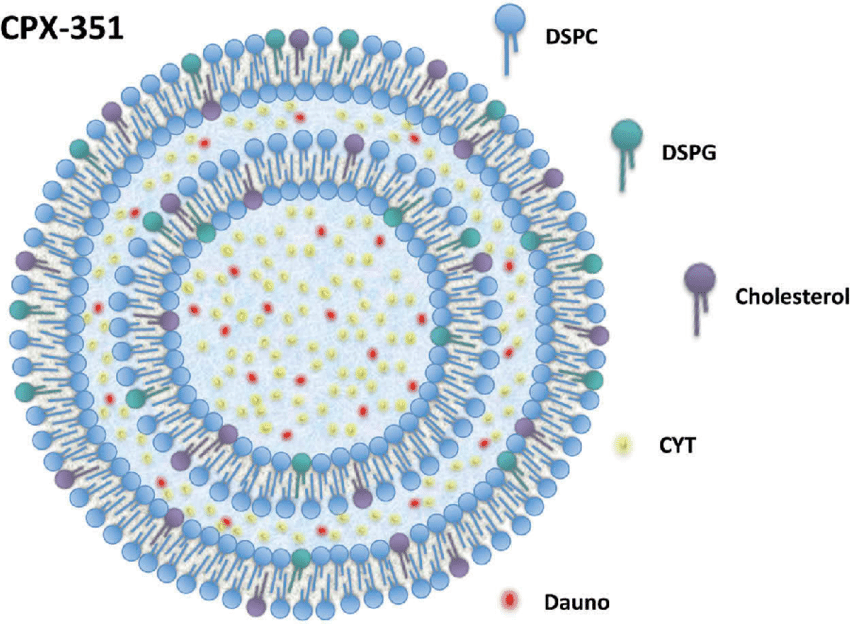 CPX-351
DSPC
DSPG
Cholesterol
CYT
Dauno